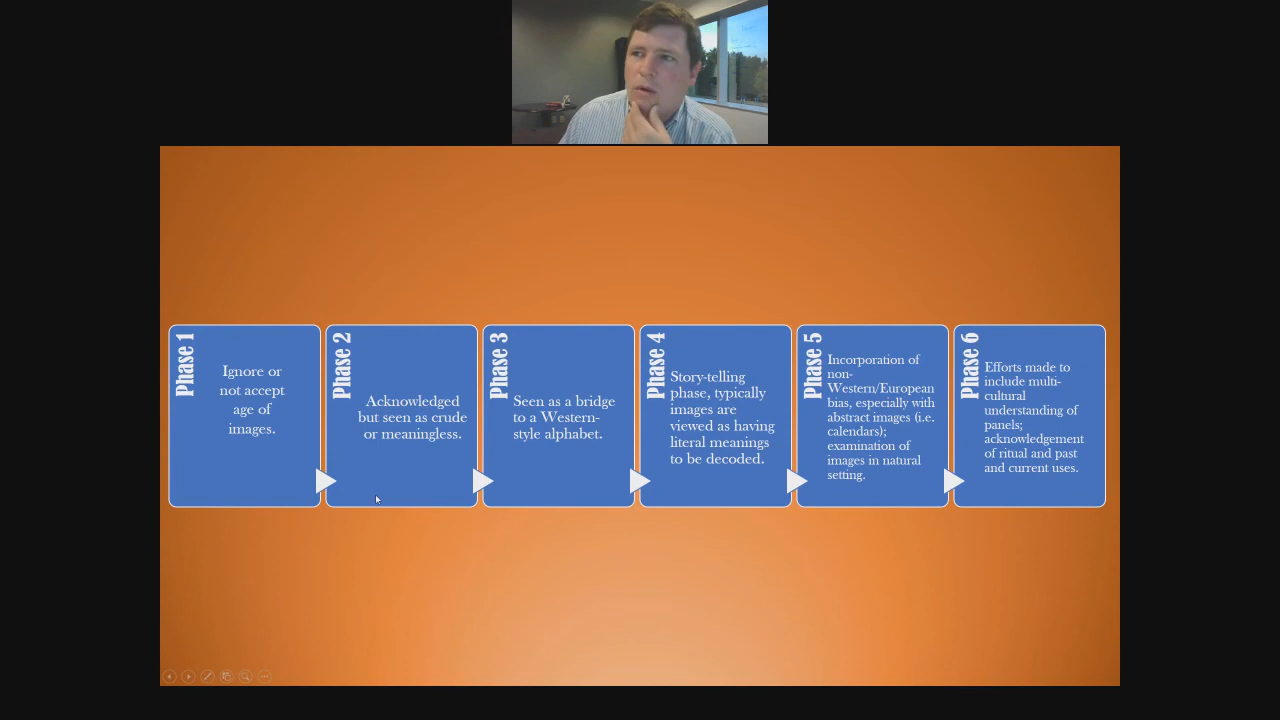 Phase 1
Ignore or
not accept
age of
images.
Phase 2
Acknowledged
but seen as crude
or meaningless.
Phase 3
Seen as a bridge
to a Western-
style alphabet.
Phase 4
Story-telling
phase, typically
images are
viewed as having
literal meanings
to be decoded.
Phase 5
Incorporation of
non-
Western/European
bias, especially with
abstract images (i.e.
calendars);
examination of
images in natural
setting.
Phase 6
Efforts made to
include multi-
cultural
understanding of
panels;
acknowledgement
of ritual and past
and current uses.